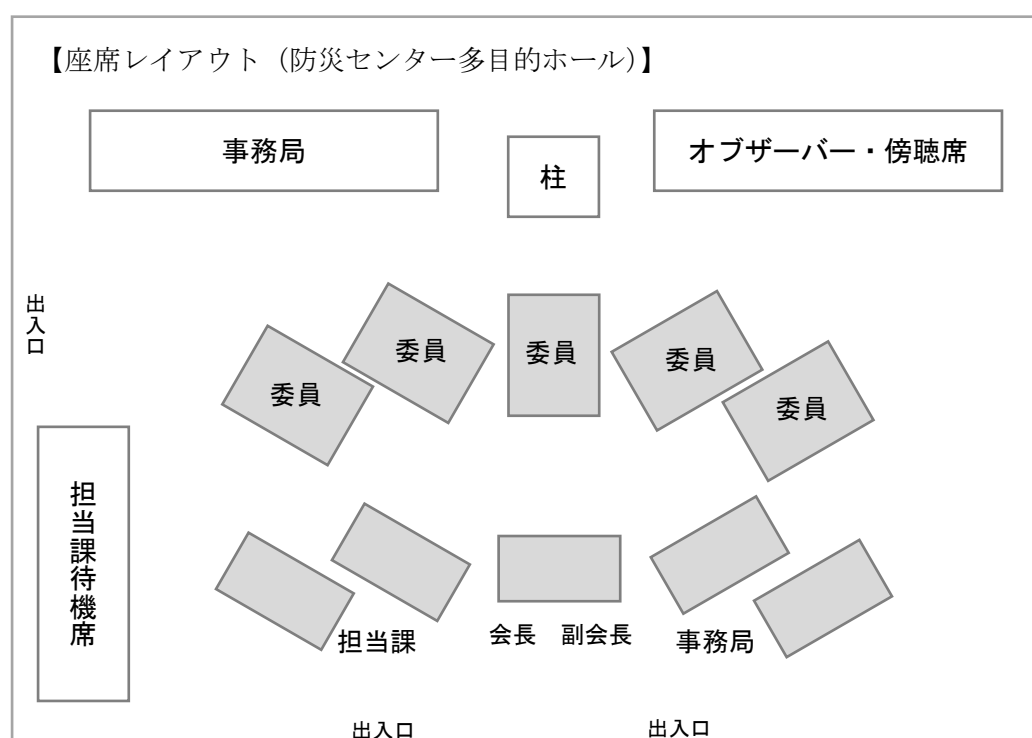 【座席レイアウト（防災センター多目的ホール）】
事務局
柱
オブザーバー・傍聴席
出入口
委員
委員
委員
委員
委員
担当課待機席
担当課
会長　副会長
事務局
出入口
出入口